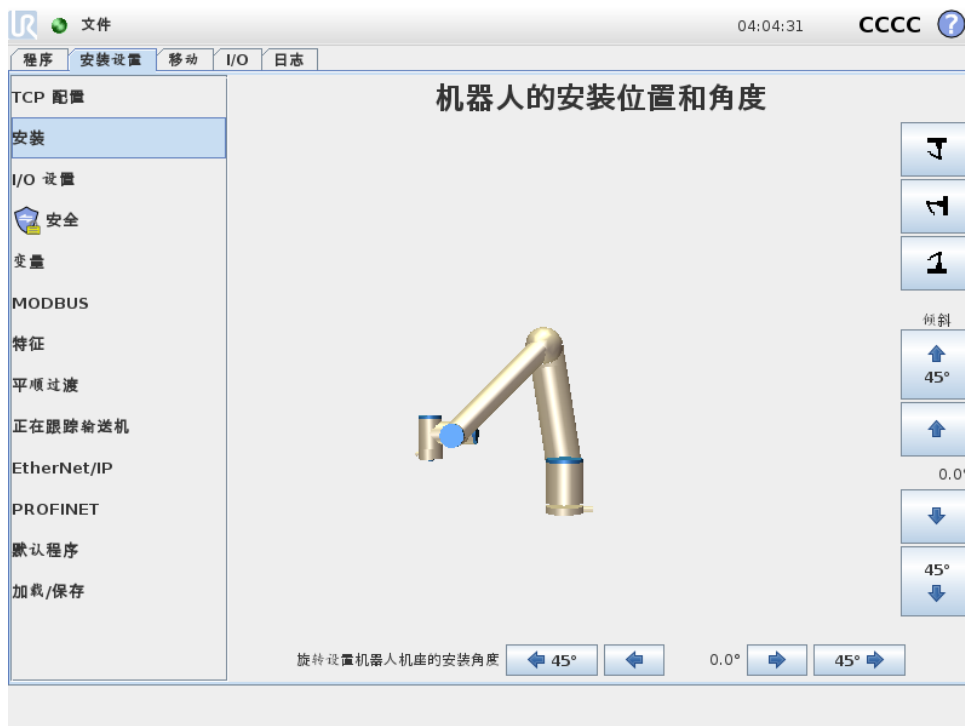 UR 文件 04:04:31 CCCC ?
程序 安装设置 移动 I/O 日志
TCP 配置
安装
I/O 设置
安全
变量
MODBUS
特征
平顺过渡
正在跟踪输送机
EtherNet/IP
PROFINET
默认程序
加载/保存
机器人的安装位置和角度
倾斜
45°
0.0°
45°
旋转设置机器人机座的安装角度 45° 0.0° 45°